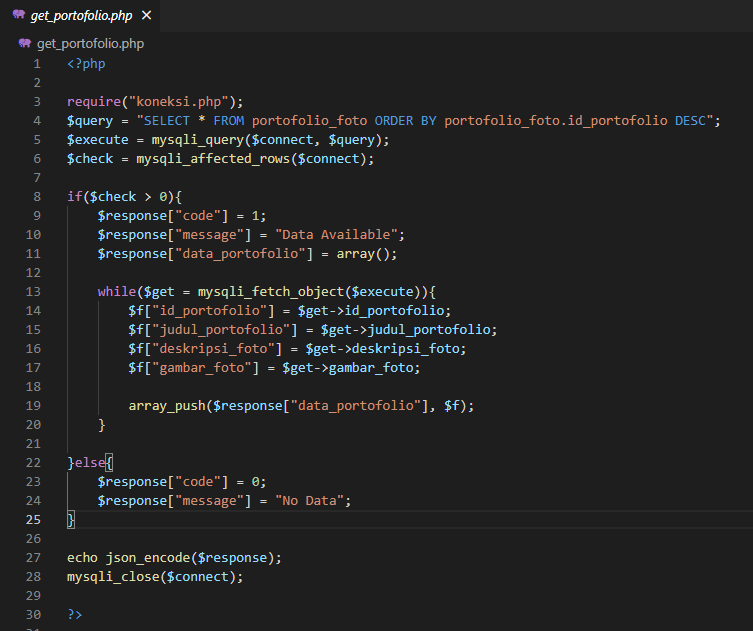 get_portofolio.php ×
get_portofolio.php
1 <?php
2
3 require("koneksi.php");
4 $query = "SELECT * FROM portofolio_foto ORDER BY portofolio_foto.id_portofolio DESC";
5 $execute = mysqli_query($connect, $query);
6 $check = mysqli_affected_rows($connect);
7
8 if($check > 0){
9     $response["code"] = 1;
10     $response["message"] = "Data Available";
11     $response["data_portofolio"] = array();
12
13     while($get = mysqli_fetch_object($execute)){
14         $f["id_portofolio"] = $get->id_portofolio;
15         $f["judul_portofolio"] = $get->judul_portofolio;
16         $f["deskripsi_foto"] = $get->deskripsi_foto;
17         $f["gambar_foto"] = $get->gambar_foto;
18
19         array_push($response["data_portofolio"], $f);
20     }
21
22 }else{
23     $response["code"] = 0;
24     $response["message"] = "No Data";
25 }
26
27 echo json_encode($response);
28 mysqli_close($connect);
29
30 ?>